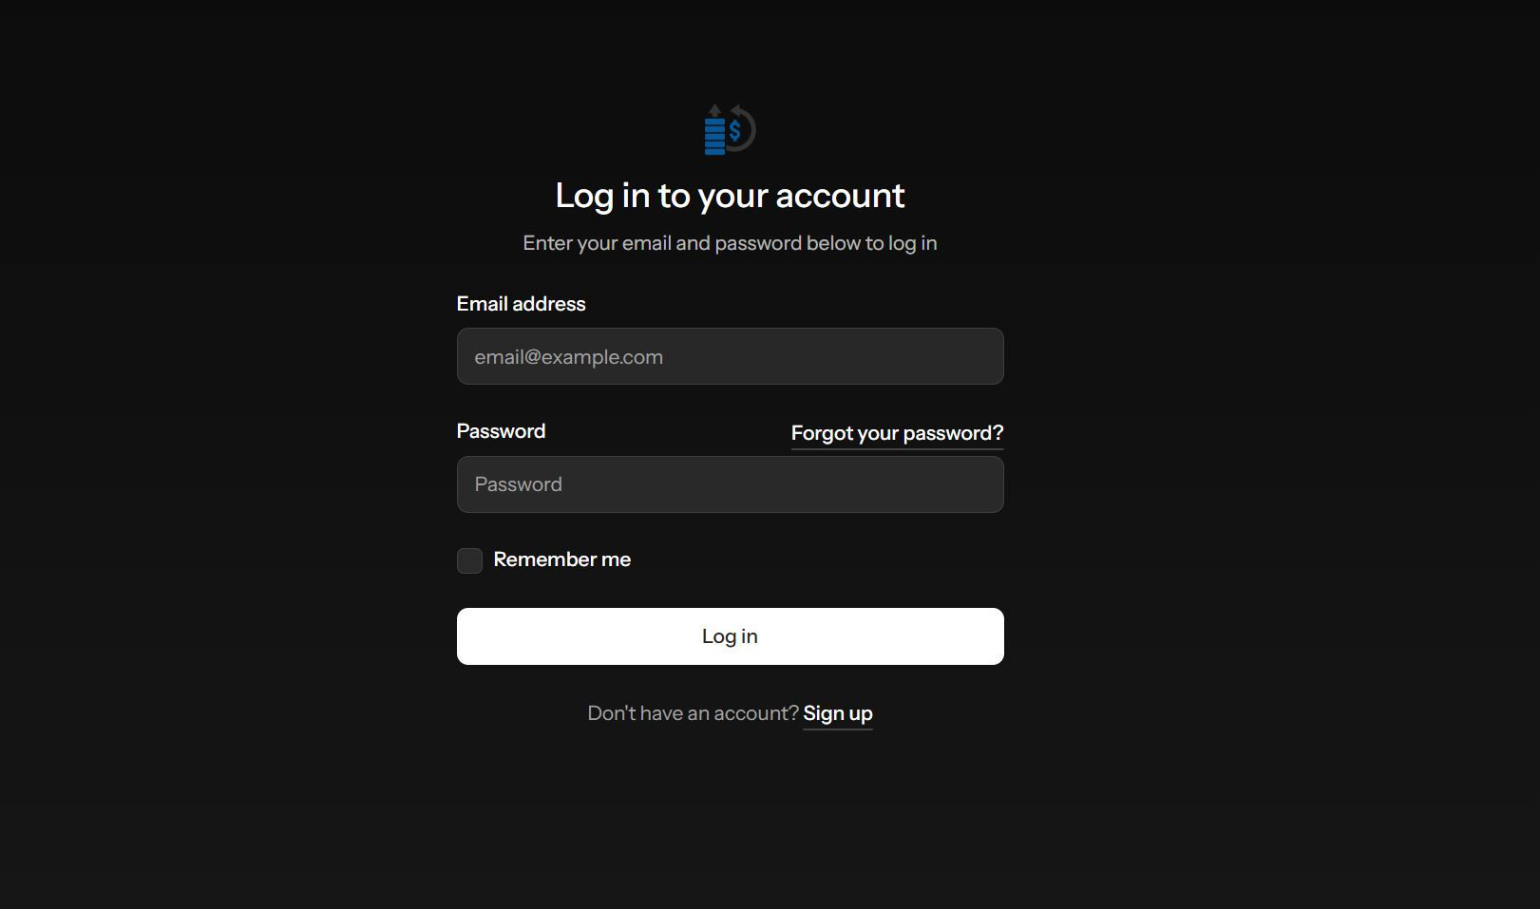 $
Log in to your account
Enter your email and password below to log in
Email address
email@example.com
Password
Forgot your password?
Password
Remember me
Log in
Don't have an account? Sign up